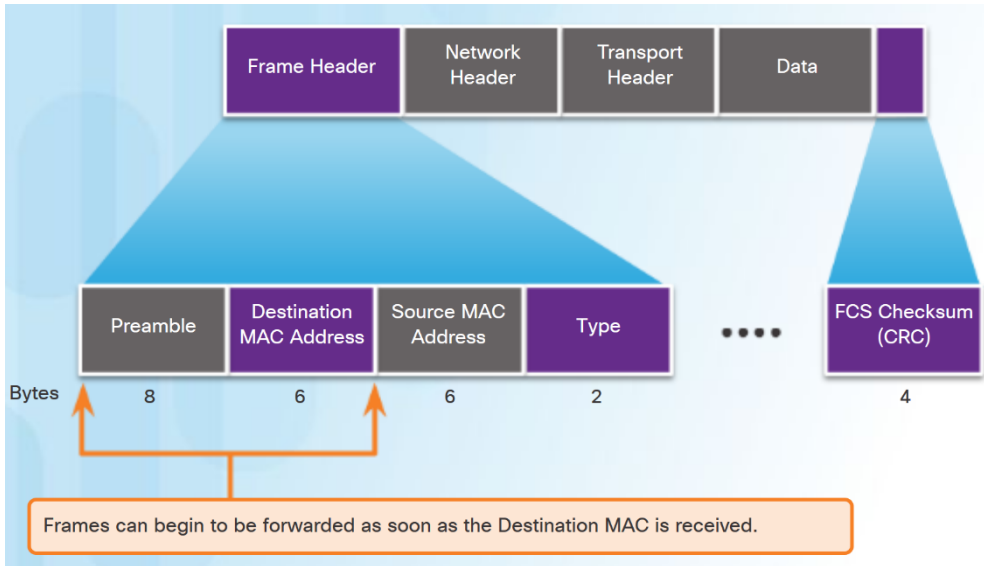 Frame Header
Network
Header
Transport
Header
Data
Preamble
Destination
MAC Address
Source MAC
Address
Type
FCS Checksum
(CRC)
Bytes
8
6
6
2
4
Frames can begin to be forwarded as soon as the Destination MAC is received.